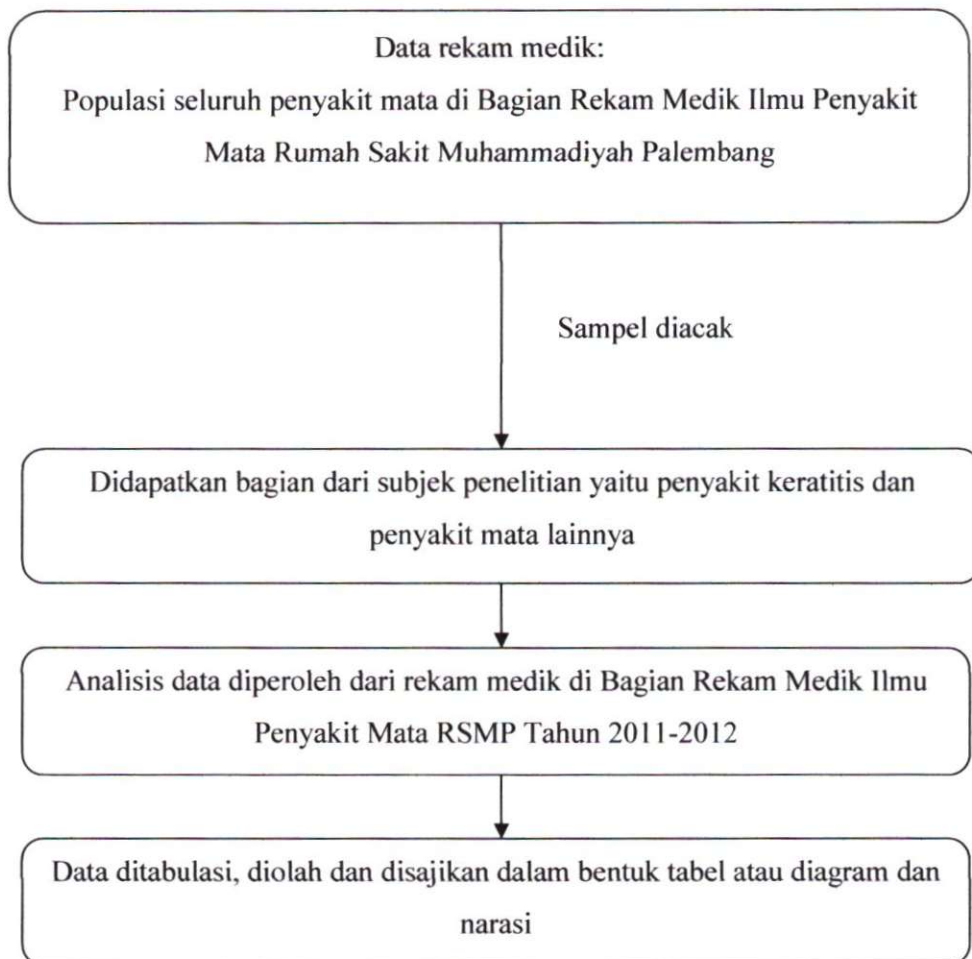 Data rekam medik:
Populasi seluruh penyakit mata di Bagian Rekam Medik Ilmu Penyakit
Mata Rumah Sakit Muhammadiyah Palembang
Sampel diacak
Didapatkan bagian dari subjek penelitian yaitu penyakit keratitis dan
penyakit mata lainnya
Analisis data diperoleh dari rekam medik di Bagian Rekam Medik Ilmu
Penyakit Mata RSMP Tahun 2011-2012
Data ditabulasi, diolah dan disajikan dalam bentuk tabel atau diagram dan
narasi